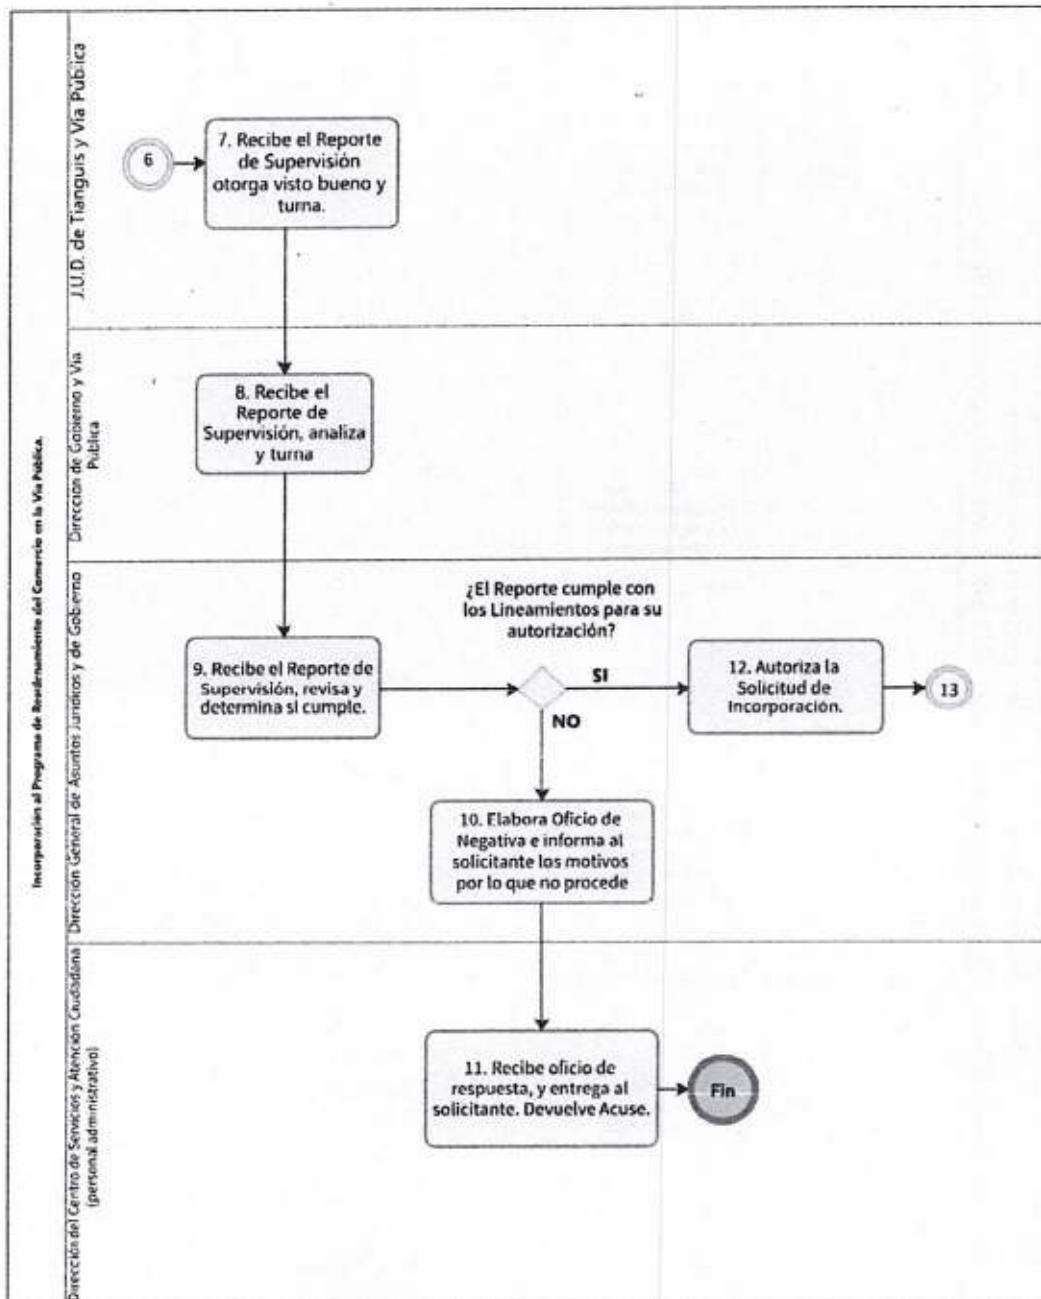 Incorporación al Programa de Reordenamiento del Comercio en la Vía Pública.
J.U.D. de Tianguis y Vía Pública
6
7. Recibe el Reporte
de Supervisión
otorga visto bueno y
turna.
Dirección de Gobierno y Vía
Pública
8. Recibe el
Reporte de
Supervisión, analiza
y turna
Dirección General de Asuntos Jurídicos y de Gobierno
¿El Reporte cumple con
los Lineamientos para su
autorización?
9. Recibe el Reporte de
Supervisión, revisa y
determina si cumple.
SI
12. Autoriza la
Solicitud de
Incorporación.
13
NO
10. Elabora Oficio de
Negativa e informa al
solicitante los motivos
por lo que no procede
Dirección del Centro de Servicios y Atención Ciudadana
(personal administrativo)
11. Recibe oficio de
respuesta, y entrega al
solicitante. Devuelve Acuse.
Fin